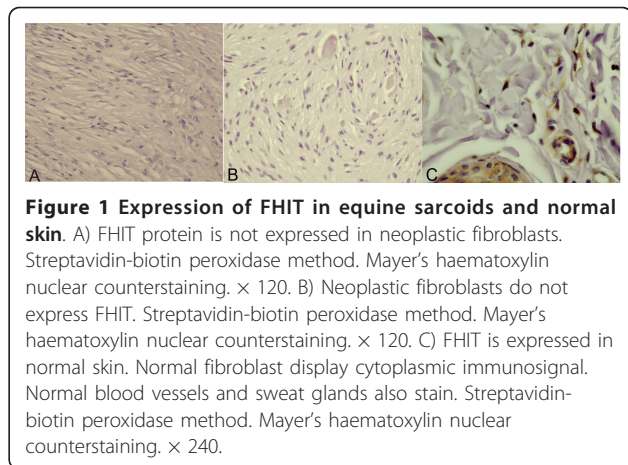 A B C
Figure 1 Expression of FHIT in equine sarcoids and normal
skin. A) FHIT protein is not expressed in neoplastic fibroblasts.
Streptavidin-biotin peroxidase method. Mayer's haematoxylin
nuclear counterstaining. × 120. B) Neoplastic fibroblasts do not
express FHIT. Streptavidin-biotin peroxidase method. Mayer's
haematoxylin nuclear counterstaining. × 120. C) FHIT is expressed in
normal skin. Normal fibroblast display cytoplasmic immunosignal.
Normal blood vessels and sweat glands also stain. Streptavidin-
biotin peroxidase method. Mayer's haematoxylin nuclear
counterstaining. × 240.